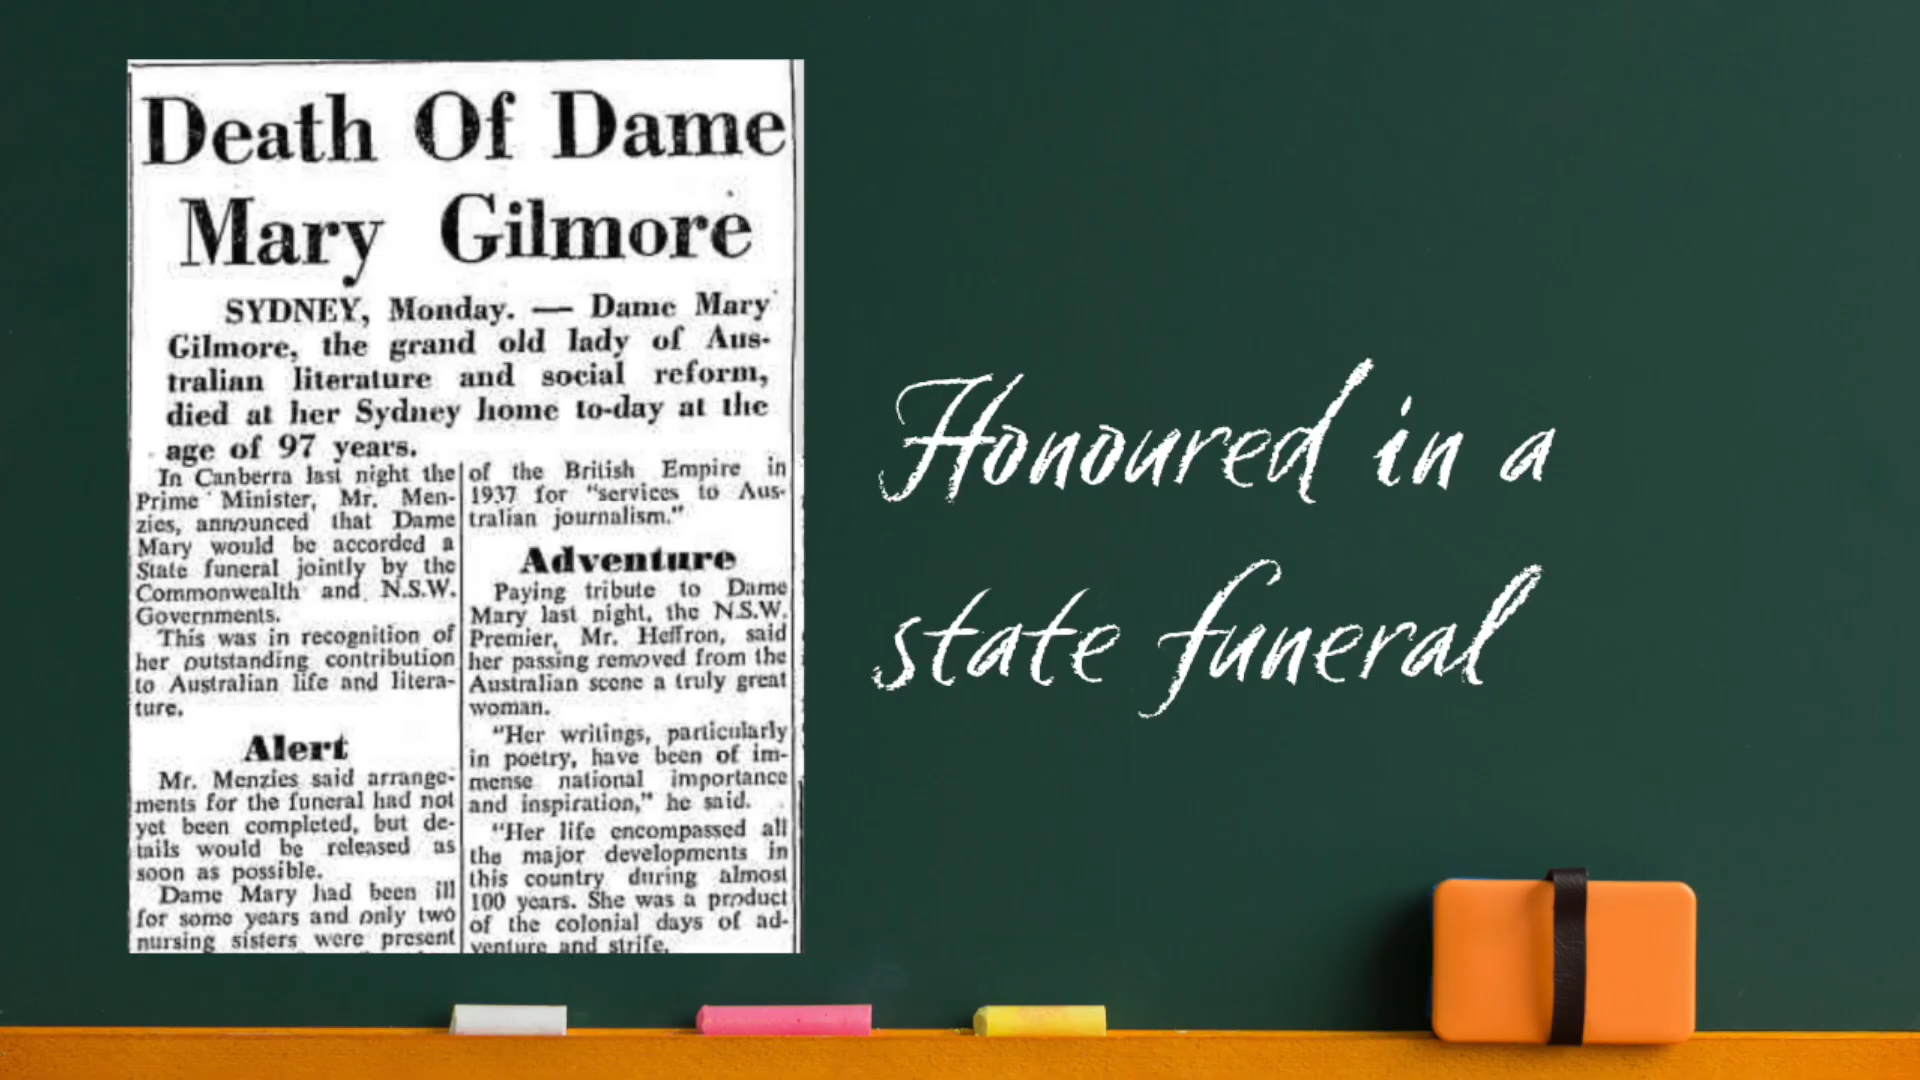 Death Of Dame
Mary Gilmore
SYDNEY, Monday. — Dame Mary
Gilmore, the grand old lady of Aus-
tralian literature and social reform,
died at her Sydney home to-day at the
age of 97 years.
In Canberra last night the
Prime Minister, Mr. Men-
zies, announced that Dame
Mary would be accorded a
State funeral jointly by the
Commonwealth and N.S.W.
Governments.
This was in recognition of
her outstanding contribution
to Australian life and litera-
ture.
Alert
Mr. Menzies said arrange-
ments for the funeral had not
yet been completed, but de-
tails would be released as
soon as possible.
Dame Mary had been ill
for some years and only two
nursing sisters were present
of the British Empire in
1937 for "services to Aus-
tralian journalism."
Adventure
Paying tribute to Dame
Mary last night, the N.S.W.
Premier, Mr. Heffron, said
her passing removed from the
Australian scene a truly great
woman.
"Her writings, particularly
in poetry, have been of im-
mense national importance
and inspiration," he said.
"Her life encompassed all
the major developments in
this country during almost
100 years. She was a product
of the colonial days of ad-
venture and strife.
Honoured in a
state funeral